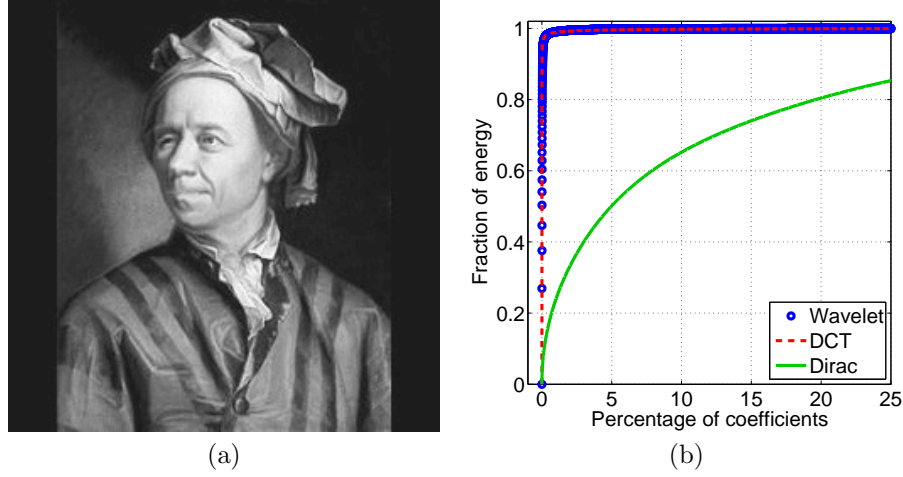 1
0.8
0.6
0.4
0.2
0
Fraction of energy
Wavelet
DCT
Dirac
0 5 10 15 20 25
Percentage of coefficients
(a) (b)